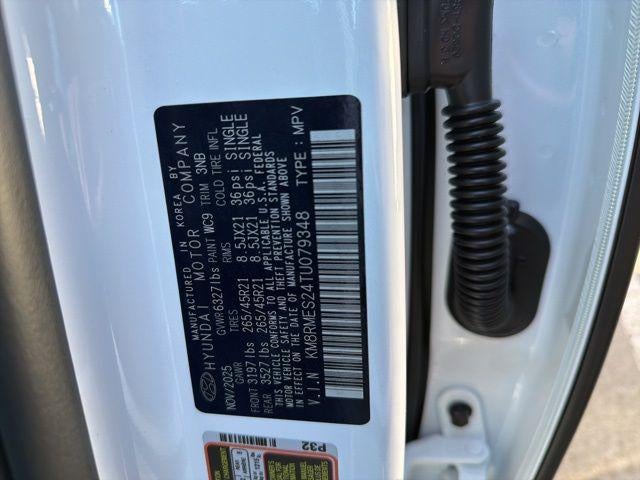 MANUFACTURED IN KOREA BY
HYUNDAI MOTOR COMPANY
NOV/2025 GVWR 6327lbs PAINT WC9 TRIM 3NB
GAWR TIRES RIMS COLD TIRE INFL
FRONT 3197lbs 265/45R21 8.5JX21 36psi SINGLE
REAR 3527lbs 265/45R21 8.5JX21 36psi SINGLE
THIS VEHICLE CONFORMS TO ALL APPLICABLE U.S.A. FEDERAL
MOTOR VEHICLE SAFETY AND THEFT PREVENTION STANDARDS
IN EFFECT ON THE DATE OF MANUFACTURE SHOWN ABOVE
V.I.N : KM8RMES24TU079348 TYPE : MPV
P32